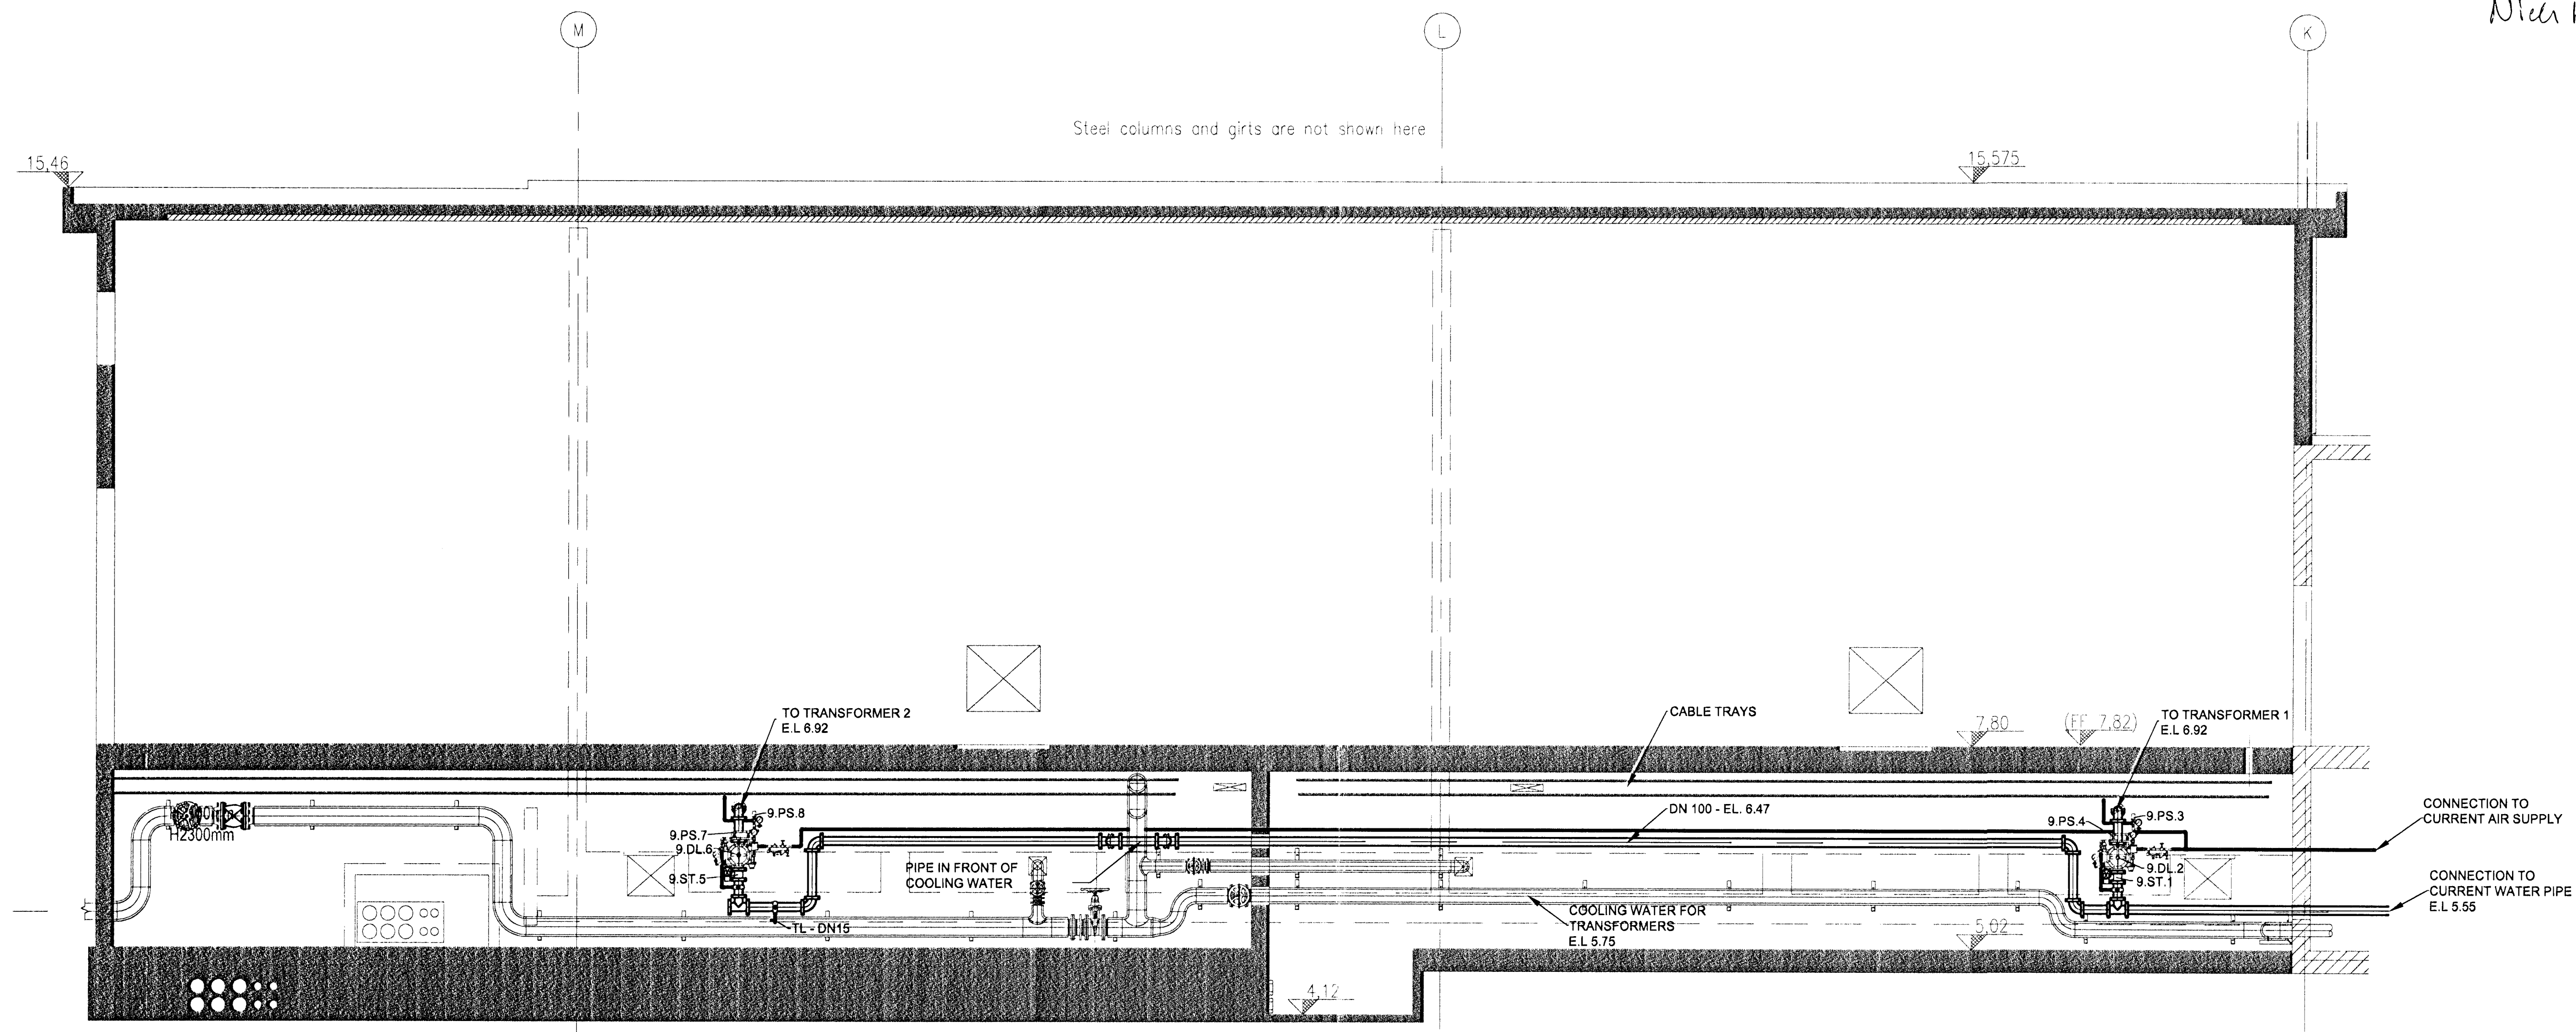 M
L
K
Steel columns and girts are not shown here
15,46
15,575
TO TRANSFORMER 2
E.L 6.92
CABLE TRAYS
7,80
(FF 7,82)
TO TRANSFORMER 1
E.L 6.92
9.PS.8
9.PS.7
9.DL.6
9.ST.5
H2300mm
PIPE IN FRONT OF
COOLING WATER
TL - DN15
DN 100 - EL. 6.47
9.PS.3
9.PS.4
9.DL.2
9.ST.1
CONNECTION TO
CURRENT AIR SUPPLY
CONNECTION TO
CURRENT WATER PIPE
E.L 5.55
COOLING WATER FOR
TRANSFORMERS
E.L 5.75
5,02
4,12